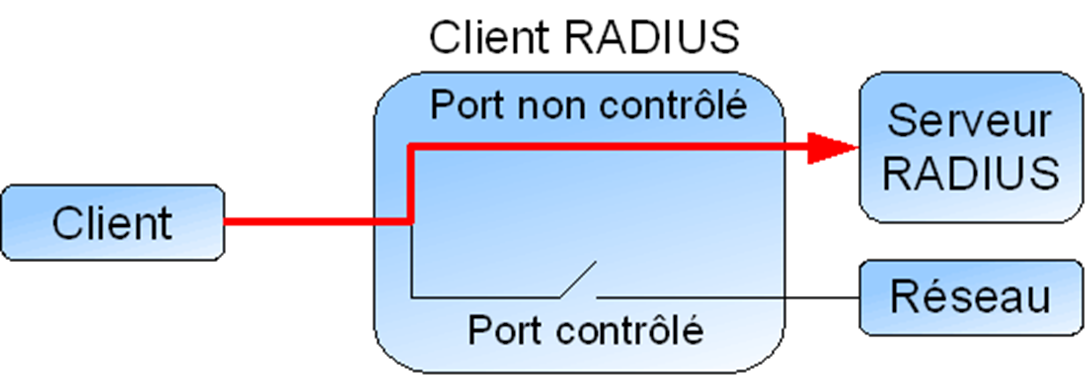 Client RADIUS
Port non contrôlé
Serveur
RADIUS
Client
Réseau
Port contrôlé